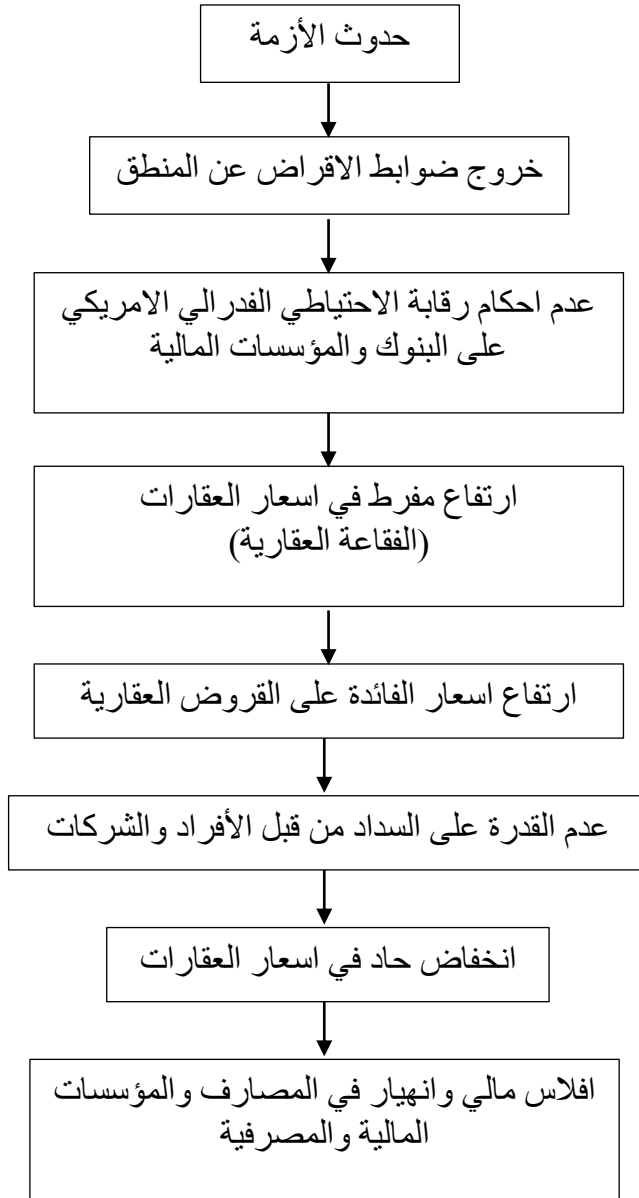 حدوث الأزمة
خروج ضوابط الاقراض عن المنطق
عدم احكام رقابة الاحتياطي الفدرالي الامريكي
على البنوك والمؤسسات المالية
ارتفاع مفرط في اسعار العقارات
(الفقاعة العقارية)
ارتفاع اسعار الفائدة على القروض العقارية
عدم القدرة على السداد من قبل الأفراد والشركات
انخفاض حاد في اسعار العقارات
افلاس مالي وانهيار في المصارف والمؤسسات
المالية والمصرفية